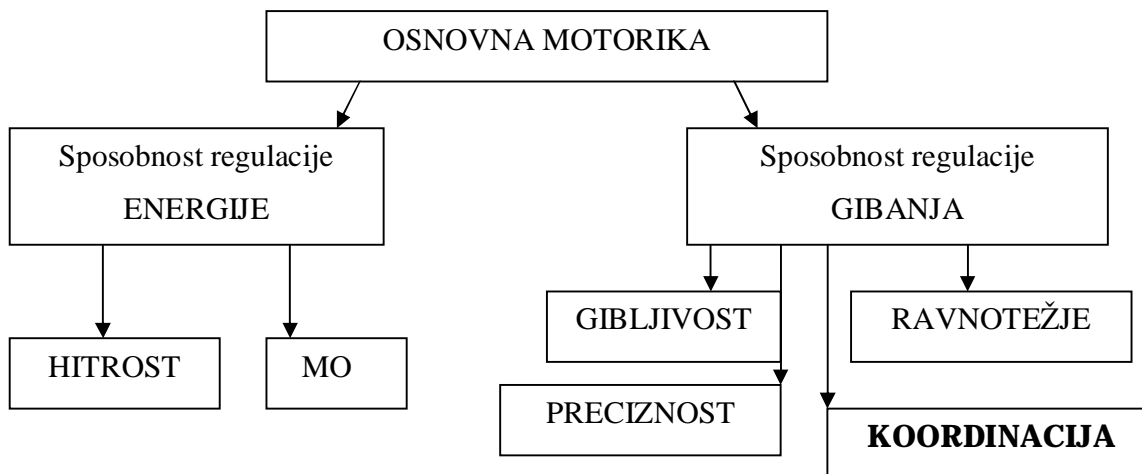 OSNOVNA MOTORIKA
Sposobnost regulacije
ENERGIJE
Sposobnost regulacije
GIBANJA
GIBLJIVOST
RAVNOTEŽJE
HITROST
MO
PRECIZNOST
KOORDINACIJA